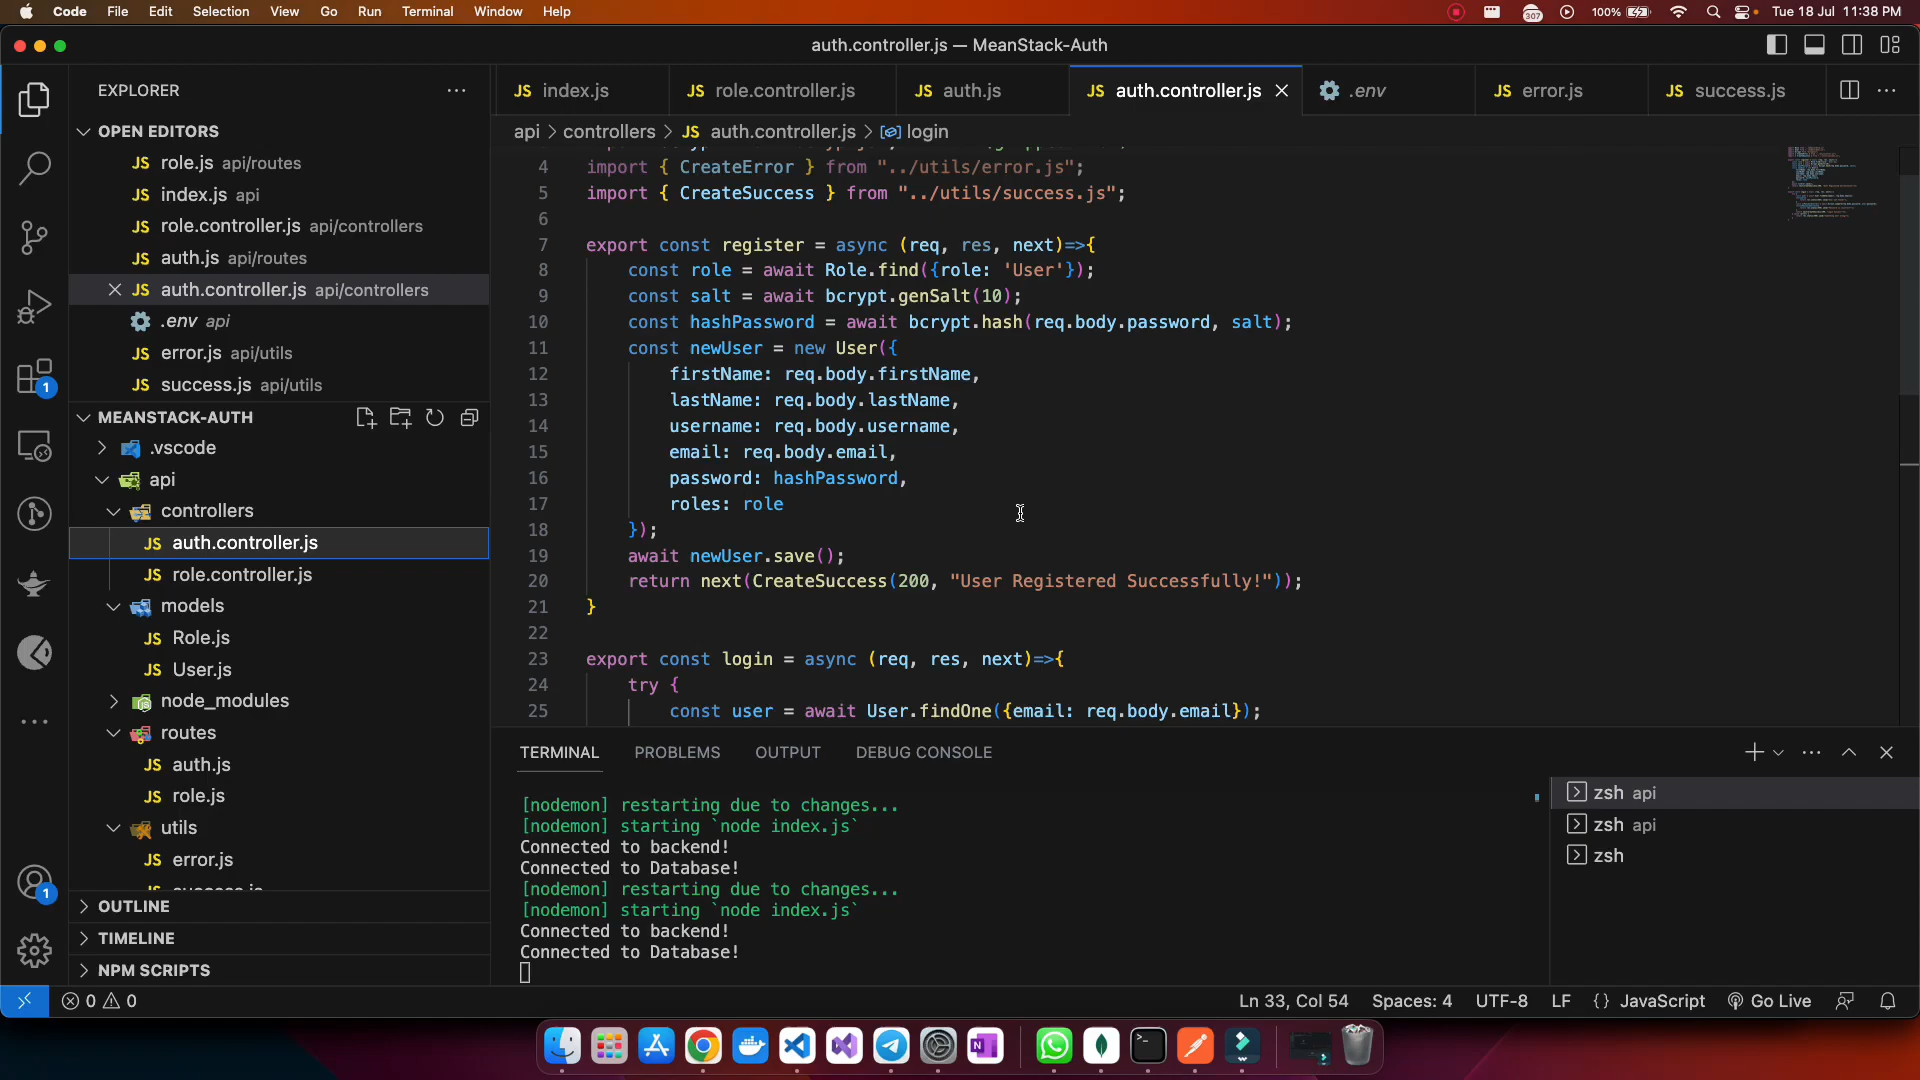 Code File Edit Selection View Go Run Terminal Window Help
307 100% Tue 18 Jul 11:38 PM
auth.controller.js — MeanStack-Auth
EXPLORER
OPEN EDITORS
JS role.js api/routes
JS index.js api
JS role.controller.js api/controllers
JS auth.js api/routes
JS auth.controller.js api/controllers
.env api
JS error.js api/utils
JS success.js api/utils
MEANSTACK-AUTH
.vscode
api
controllers
JS auth.controller.js
JS role.controller.js
models
JS Role.js
JS User.js
node_modules
routes
JS auth.js
JS role.js
utils
JS error.js
OUTLINE
TIMELINE
NPM SCRIPTS
1
1
JS index.js JS role.controller.js JS auth.js JS auth.controller.js .env JS error.js JS success.js
api > controllers > JS auth.controller.js > login
4 import { CreateError } from "../utils/error.js";
5 import { CreateSuccess } from "../utils/success.js";
6
7 export const register = async (req, res, next)=>{
8 const role = await Role.find({role: 'User'});
9 const salt = await bcrypt.genSalt(10);
10 const hashPassword = await bcrypt.hash(req.body.password, salt);
11 const newUser = new User({
12 firstName: req.body.firstName,
13 lastName: req.body.lastName,
14 username: req.body.username,
15 email: req.body.email,
16 password: hashPassword,
17 roles: role
18 });
19 await newUser.save();
20 return next(CreateSuccess(200, "User Registered Successfully!"));
21 }
22
23 export const login = async (req, res, next)=>{
24 try {
25 const user = await User.findOne({email: req.body.email});
TERMINAL PROBLEMS OUTPUT DEBUG CONSOLE
[nodemon] restarting due to changes...
[nodemon] starting `node index.js`
Connected to backend!
Connected to Database!
[nodemon] restarting due to changes...
[nodemon] starting `node index.js`
Connected to backend!
Connected to Database!
zsh api
zsh api
zsh
0 0 Ln 33, Col 54 Spaces: 4 UTF-8 LF {} JavaScript Go Live